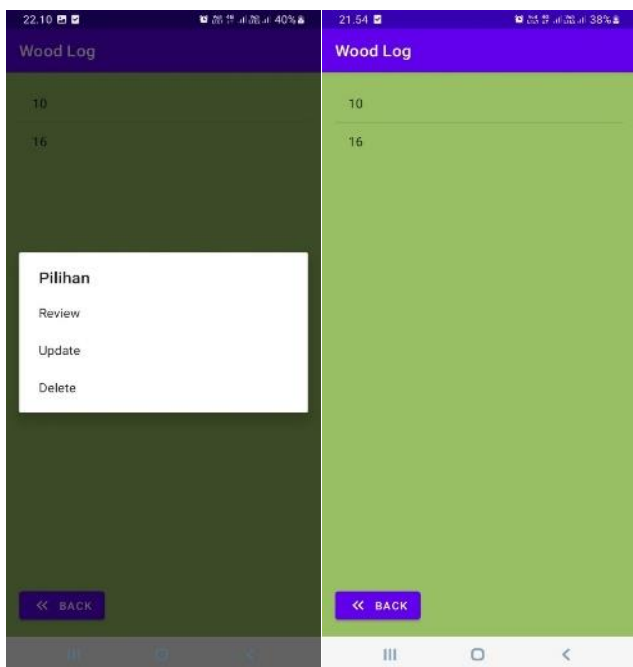 22.10
40%
Wood Log
10
16
Pilihan
Review
Update
Delete
BACK
21.54
38%
Wood Log
10
16
BACK